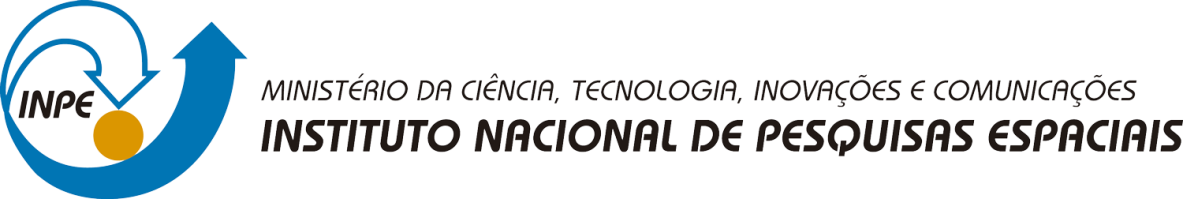 INPE
MINISTÉRIO DA CIÊNCIA, TECNOLOGIA, INOVAÇÕES E COMUNICAÇÕES
INSTITUTO NACIONAL DE PESQUISAS ESPACIAIS